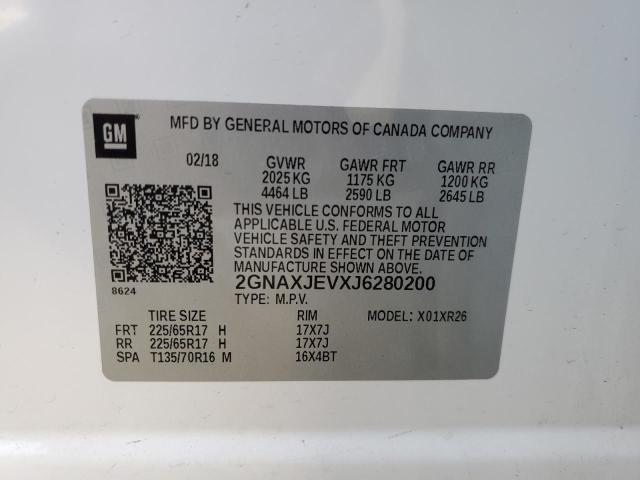 GM
MFD BY GENERAL MOTORS OF CANADA COMPANY
02/18 GVWR GAWR FRT GAWR RR
2025 KG 1175 KG 1200 KG
4464 LB 2590 LB 2645 LB
THIS VEHICLE CONFORMS TO ALL
APPLICABLE U.S. FEDERAL MOTOR
VEHICLE SAFETY AND THEFT PREVENTION
STANDARDS IN EFFECT ON THE DATE OF
MANUFACTURE SHOWN ABOVE.
8624 2GNAXJEVXJ6280200
TYPE: M.P.V.
TIRE SIZE RIM MODEL: X01XR26
FRT 225/65R17 H 17X7J
RR 225/65R17 H 17X7J
SPA T135/70R16 M 16X4BT